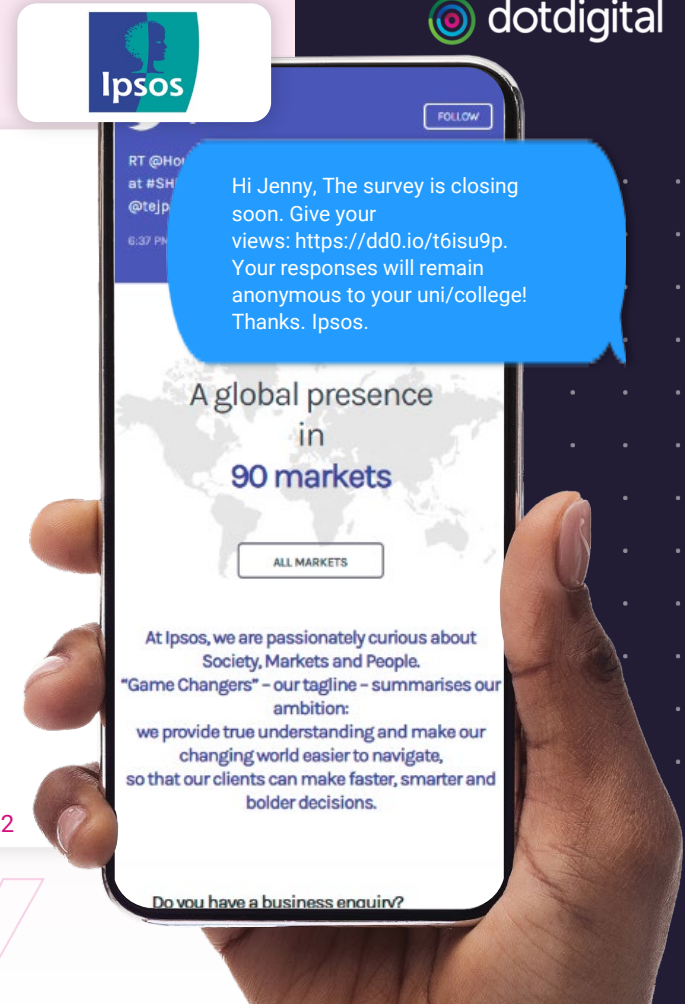 dotdigital
Ipsos
FOLLOW
RT @Ho
at #SH
@tejp
6:37 PM
Hi Jenny, The survey is closing
soon. Give your
views: https://dd0.io/t6isu9p.
Your responses will remain
anonymous to your uni/college!
Thanks. Ipsos.
A global presence
in
90 markets
ALL MARKETS
At Ipsos, we are passionately curious about
Society, Markets and People.
“Game Changers” – our tagline – summarises our
ambition:
we provide true understanding and make our
changing world easier to navigate,
so that our clients can make faster, smarter and
bolder decisions.
2
Do you have a business enquiry?